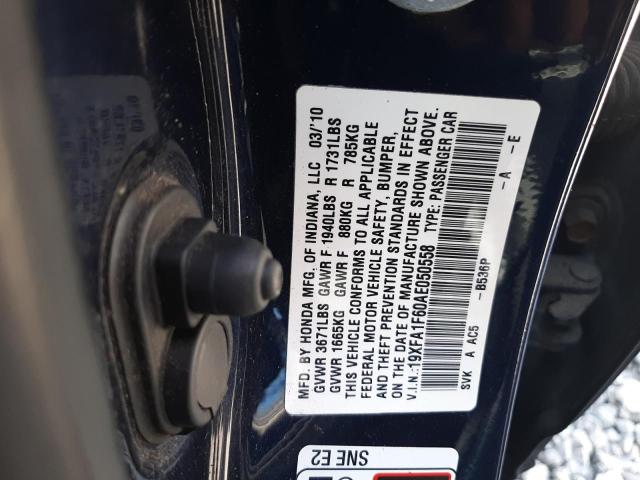 MFD. BY HONDA MFG. OF INDIANA, LLC 03/'10
GVWR 3671LBS GAWR F 1940LBS R 1731LBS
GVWR 1665KG GAWR F 880KG R 785KG
THIS VEHICLE CONFORMS TO ALL APPLICABLE
FEDERAL MOTOR VEHICLE SAFETY, BUMPER,
AND THEFT PREVENTION STANDARDS IN EFFECT
ON THE DATE OF MANUFACTURE SHOWN ABOVE.
V.I.N.: 19XFA1F60AE050558 TYPE: PASSENGER CAR
SVK A AC5 -B536P -A -E
SNE E2